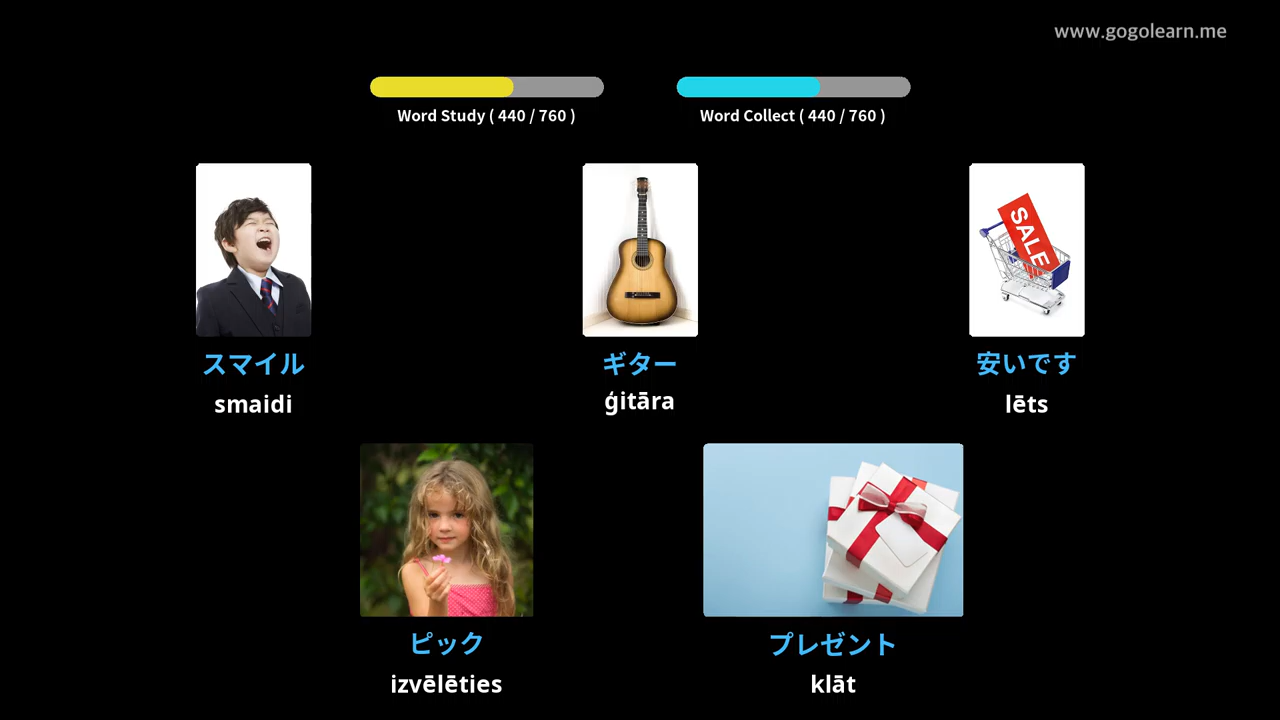 www.gogolearn.me
Word Study ( 440 / 760 )
Word Collect ( 440 / 760 )
SALE
スマイル
smaidi
ギター
ģitāra
安いです
lēts
ピック
izvēlēties
プレゼント
klāt